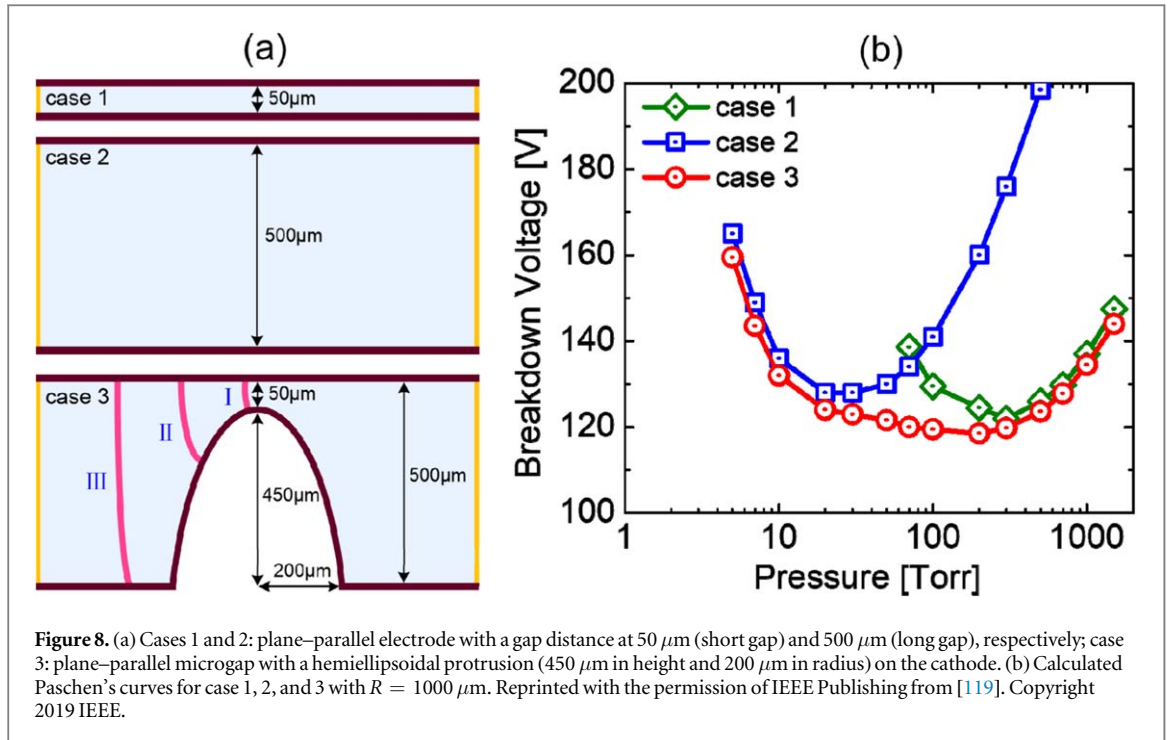 (a)
case 1
50μm
case 2
500μm
case 3
I
50μm
II
III
450μm
500μm
200μm
(b)
Breakdown Voltage [V]
200
180
160
140
120
100
case 1
case 2
case 3
1
10
100
1000
Pressure [Torr]
Figure 8. (a) Cases 1 and 2: plane–parallel electrode with a gap distance at 50 μm (short gap) and 500 μm (long gap), respectively; case
3: plane–parallel microgap with a hemiellipsoidal protrusion (450 μm in height and 200 μm in radius) on the cathode. (b) Calculated
Paschen's curves for case 1, 2, and 3 with R = 1000 μm. Reprinted with the permission of IEEE Publishing from [119]. Copyright
2019 IEEE.